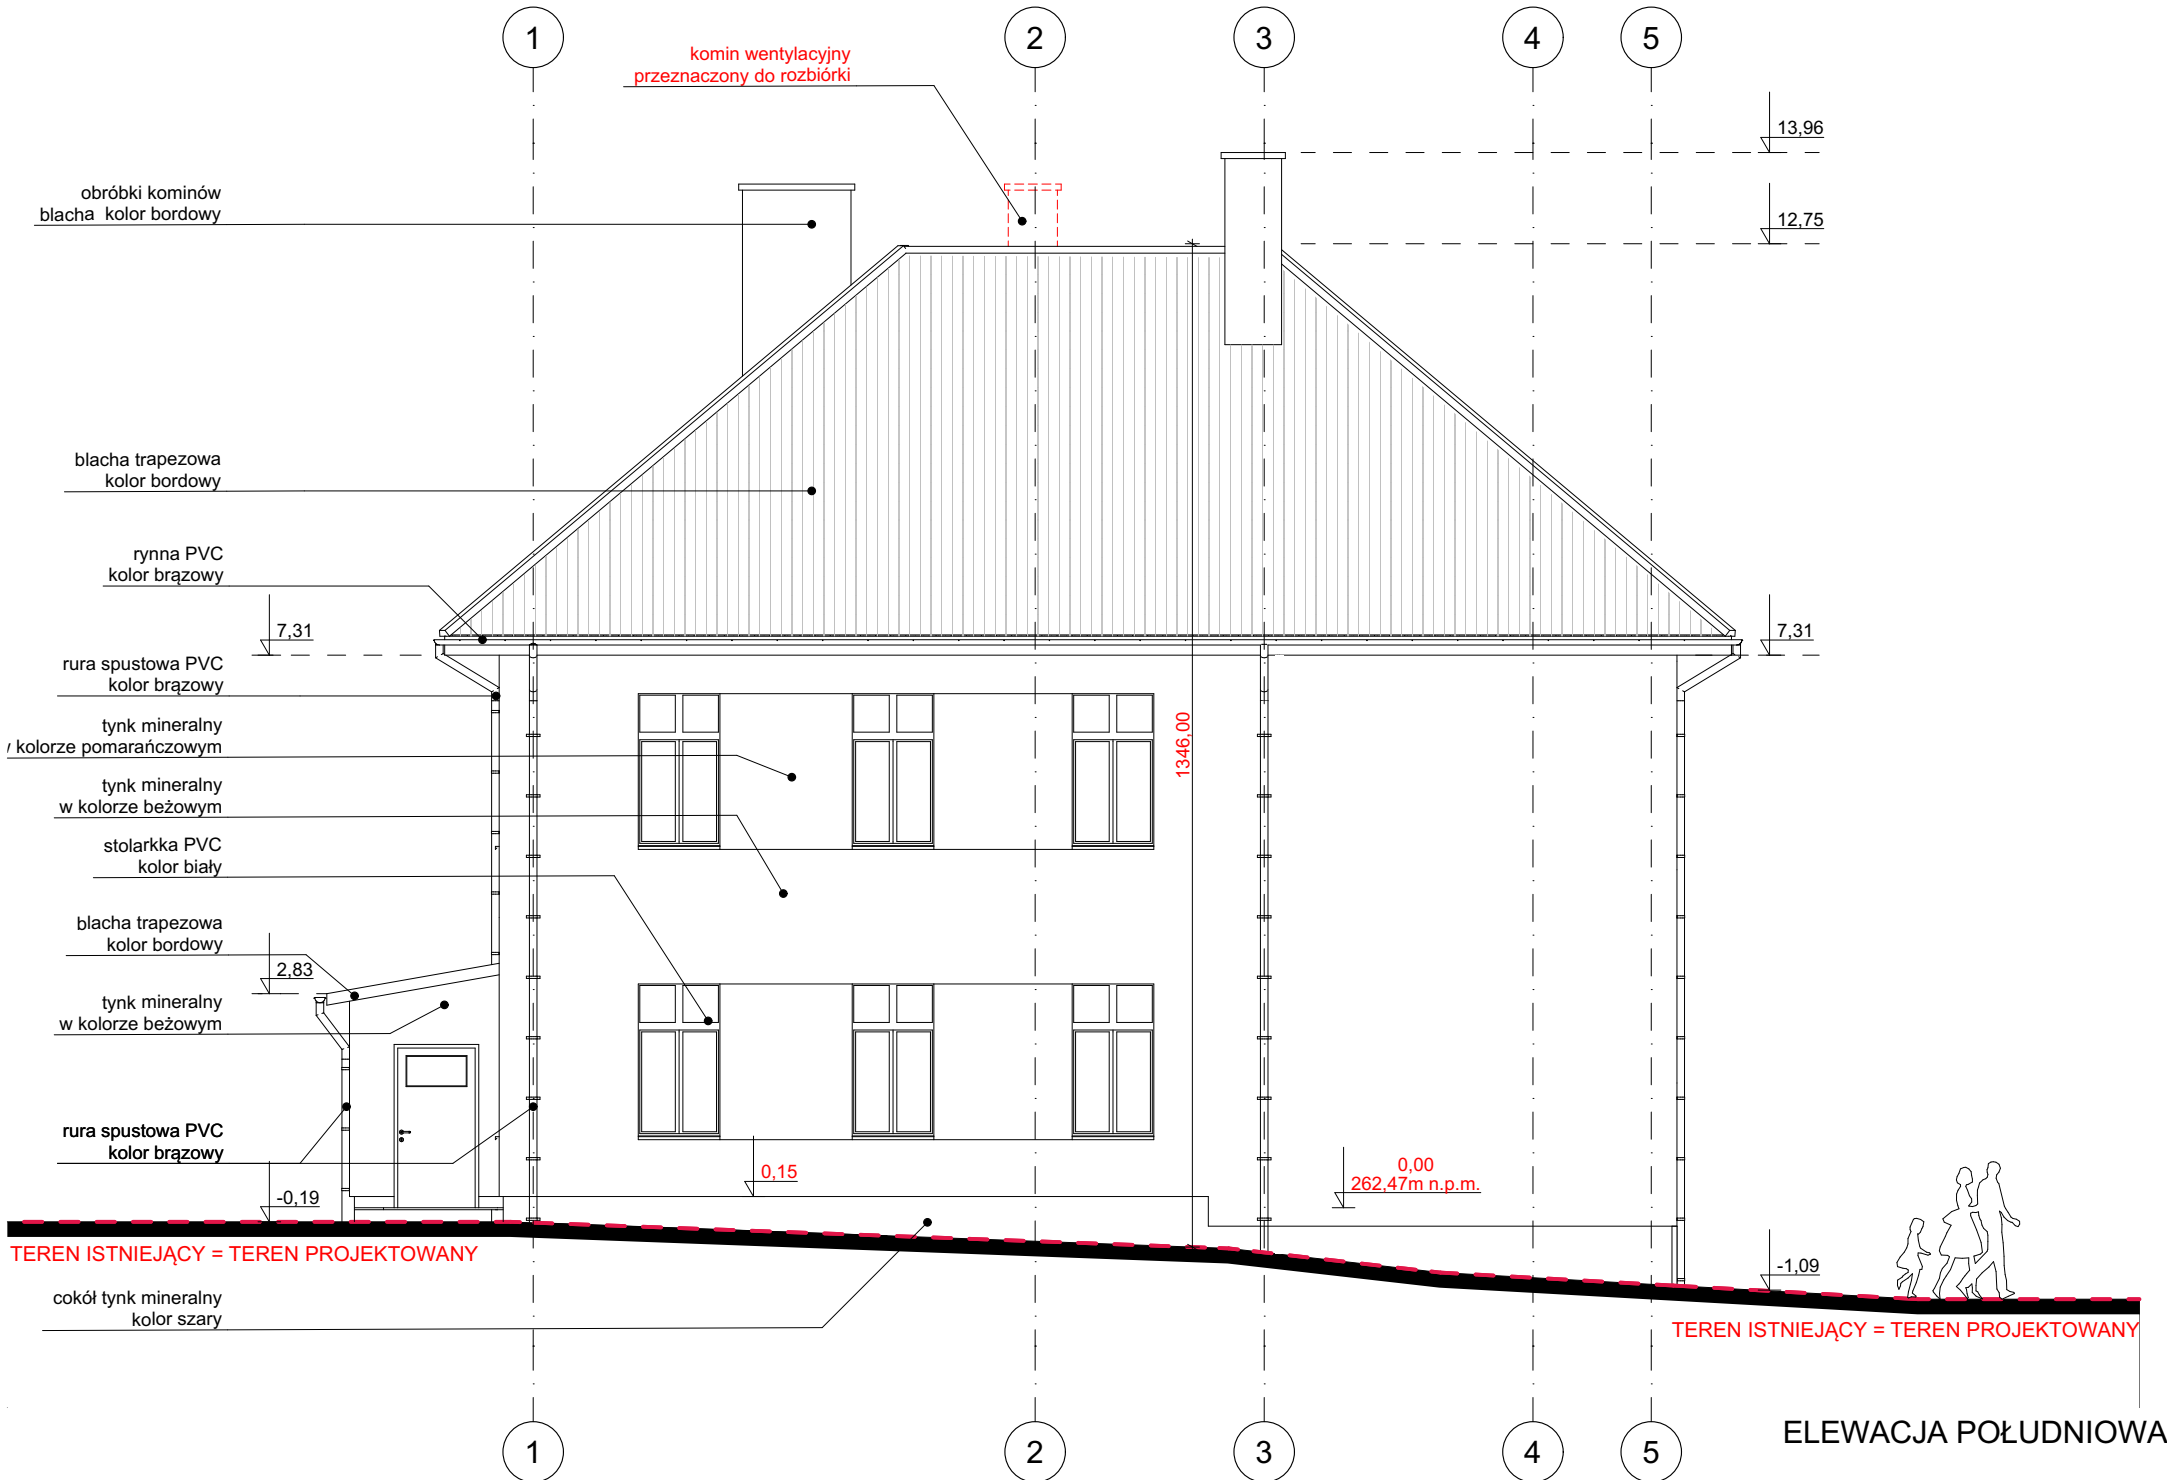 1
2
3
4
5
komin wentylacyjny
przeznaczony do rozbiórki
13,96
12,75
obróbki kominów
blacha kolor bordowy
blacha trapezowa
kolor bordowy
rynna PVC
kolor brązowy
7,31
7,31
rura spustowa PVC
kolor brązowy
tynk mineralny
kolorze pomarańczowym
tynk mineralny
w kolorze beżowym
stolarkka PVC
kolor biały
1346,00
blacha trapezowa
kolor bordowy
2,83
tynk mineralny
w kolorze beżowym
rura spustowa PVC
kolor brązowy
0,15
0,00
262,47m n.p.m.
-0,19
TEREN ISTNIEJĄCY = TEREN PROJEKTOWANY
-1,09
cokół tynk mineralny
kolor szary
TEREN ISTNIEJĄCY = TEREN PROJEKTOWANY
1
2
3
4
5
ELEWACJA POŁUDNIOWA